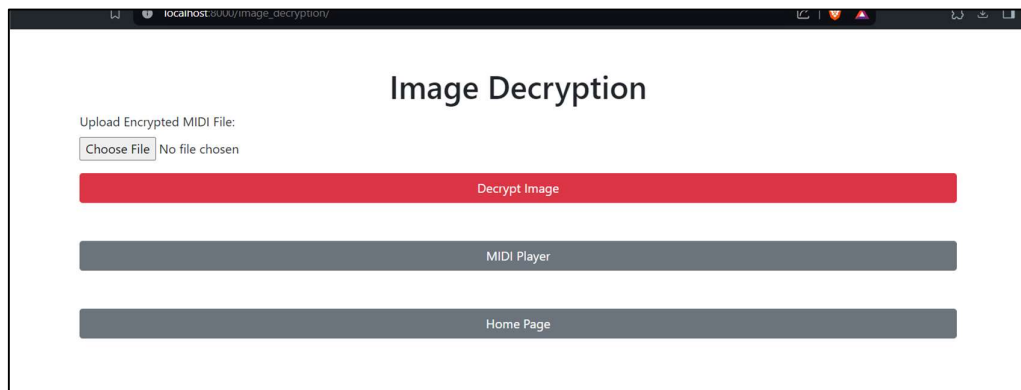 localhost:8000/image_decryption/
Image Decryption
Upload Encrypted MIDI File:
Choose File No file chosen
Decrypt Image
MIDI Player
Home Page